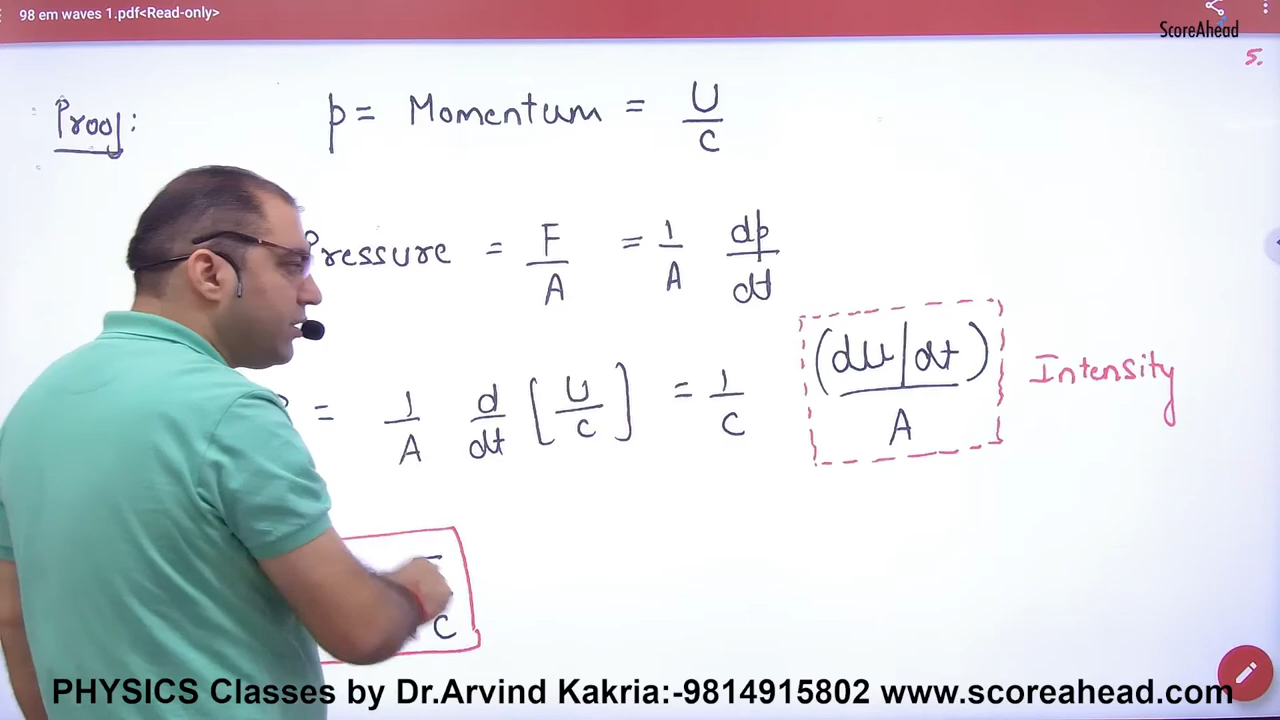 98 em waves 1.pdf<Read-only>
ScoreAhead
5.
Proof: p = Momentum = U/c
Pressure = F/A = 1/A dp/dt
= 1/A d/dt [U/c] = 1/c (dU/dt)/A Intensity
c
PHYSICS Classes by Dr.Arvind Kakria:-9814915802 www.scoreahead.com